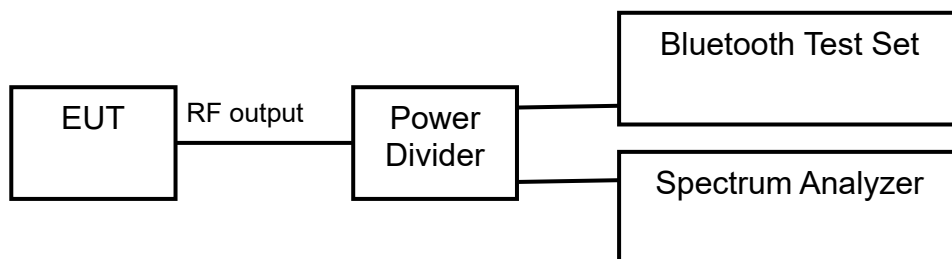 Bluetooth Test Set
EUT
RF output
Power
Divider
Spectrum Analyzer